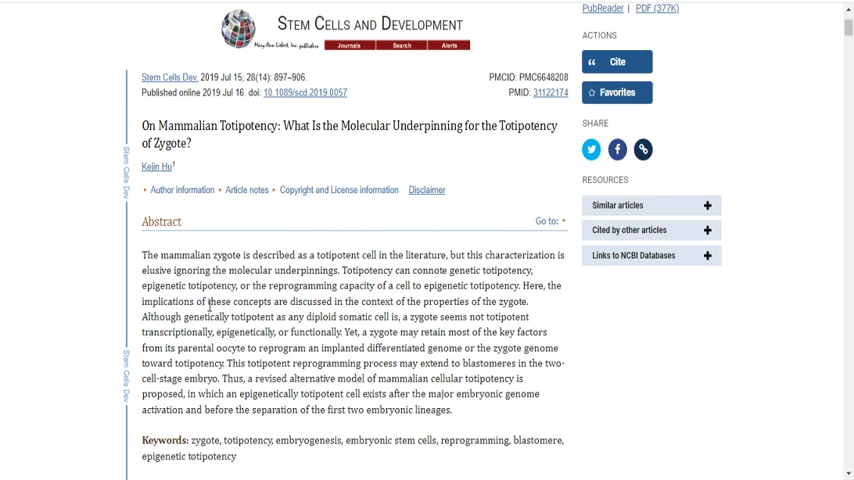 PubReader | PDF (377K)
STEM CELLS AND DEVELOPMENT
Mary Ann Liebert, Inc. publishers
Journals Search Alerts
ACTIONS
Cite
Favorites
SHARE
RESOURCES
Similar articles
Cited by other articles
Links to NCBI Databases
Stem Cells Dev. 2019 Jul 15; 28(14): 897–906.
PMCID: PMC6648208
Published online 2019 Jul 16. doi: 10.1089/scd.2019.0057
PMID: 31122174
On Mammalian Totipotency: What Is the Molecular Underpinning for the Totipotency
of Zygote?
Kejin Hu1
Author information Article notes Copyright and License information Disclaimer
Abstract
Go to:
The mammalian zygote is described as a totipotent cell in the literature, but this characterization is
elusive ignoring the molecular underpinnings. Totipotency can connote genetic totipotency,
epigenetic totipotency, or the reprogramming capacity of a cell to epigenetic totipotency. Here, the
implications of these concepts are discussed in the context of the properties of the zygote.
Although genetically totipotent as any diploid somatic cell is, a zygote seems not totipotent
transcriptionally, epigenetically, or functionally. Yet, a zygote may retain most of the key factors
from its parental oocyte to reprogram an implanted differentiated genome or the zygote genome
toward totipotency. This totipotent reprogramming process may extend to blastomeres in the two-
cell-stage embryo. Thus, a revised alternative model of mammalian cellular totipotency is
proposed, in which an epigenetically totipotent cell exists after the major embryonic genome
activation and before the separation of the first two embryonic lineages.
Keywords: zygote, totipotency, embryogenesis, embryonic stem cells, reprogramming, blastomere,
epigenetic totipotency
Stem Cells Dev
Stem Cells Dev